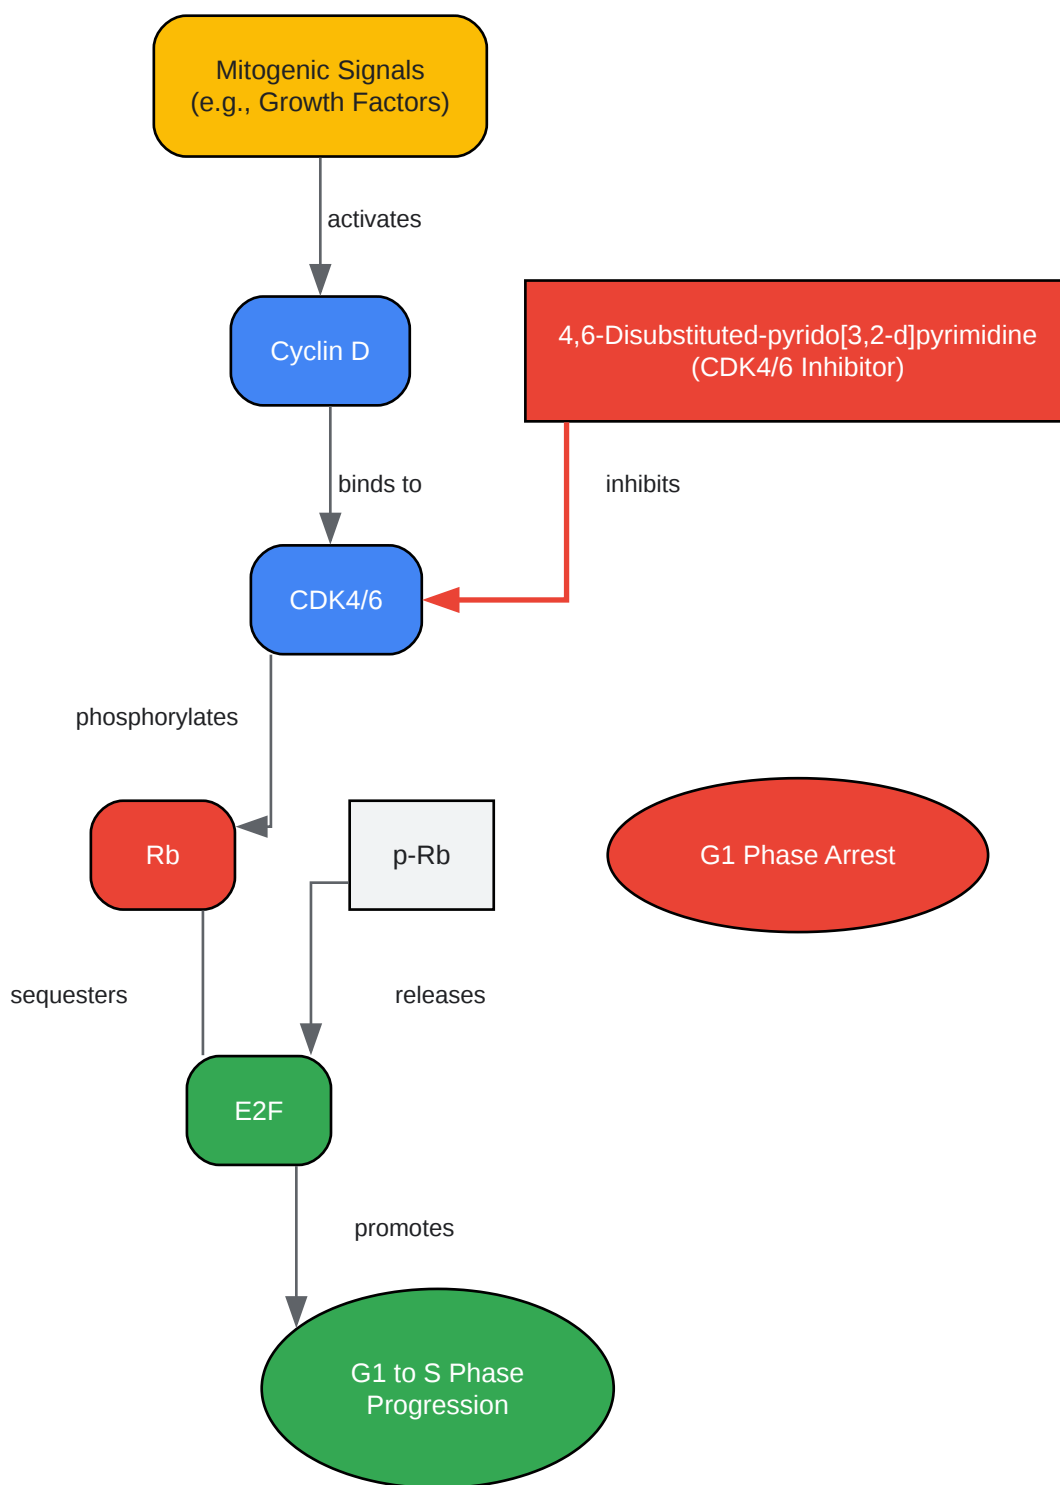 Mitogenic Signals
(e.g., Growth Factors)
activates
Cyclin D
4,6-Disubstituted-pyrido[3,2-d]pyrimidine
(CDK4/6 Inhibitor)
binds to
inhibits
CDK4/6
phosphorylates
Rb
p-Rb
G1 Phase Arrest
sequesters
releases
E2F
promotes
G1 to S Phase
Progression